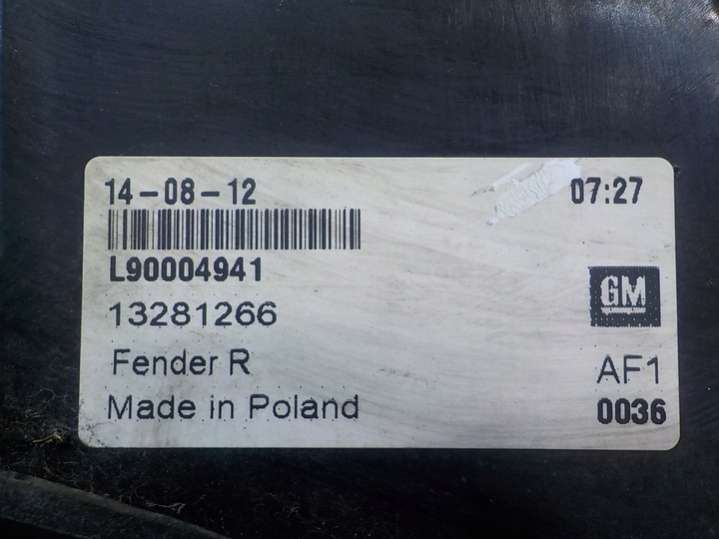 14-08-12 07:27
L90004941
13281266 GM
Fender R AF1
Made in Poland 0036